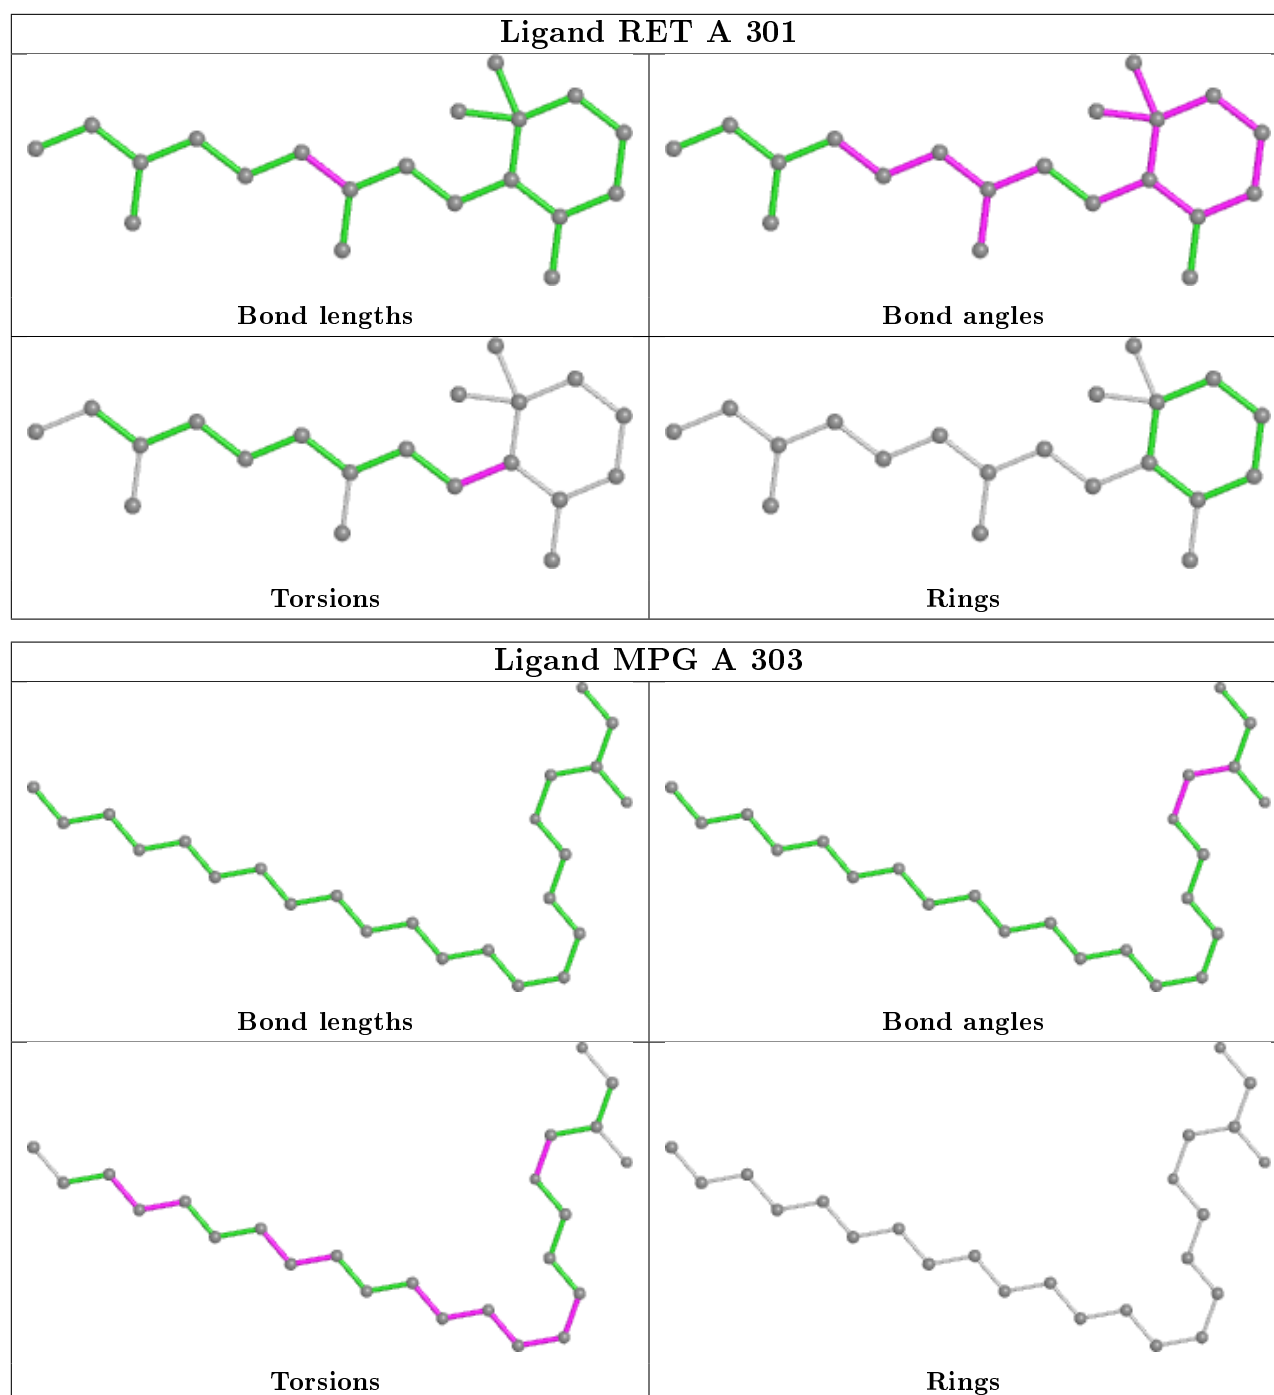 Ligand RET A 301
Bond lengths
Bond angles
Torsions
Rings
Ligand MPG A 303
Bond lengths
Bond angles
Torsions
Rings